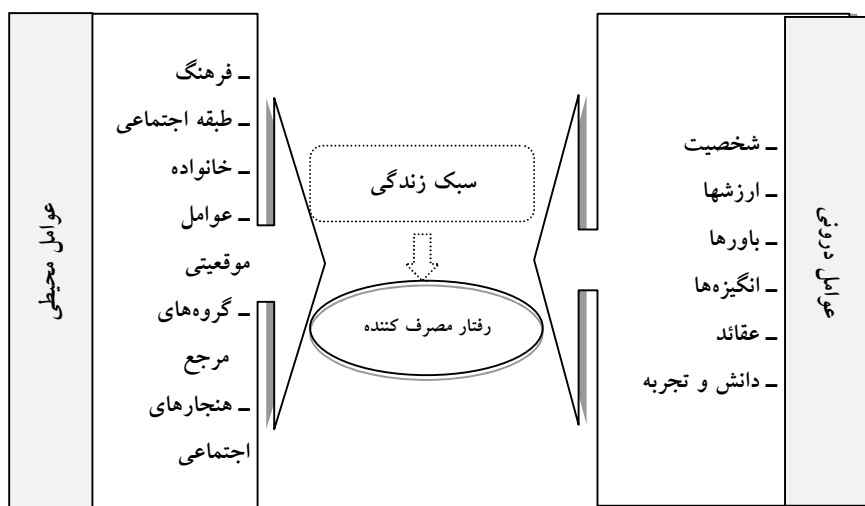 عوامل درونی
ـ شخصیت
ـ ارزشها
ـ باورها
ـ انگیزه‌ها
ـ عقائد
ـ دانش و تجربه
سبک زندگی
رفتار مصرف کننده
ـ فرهنگ
ـ طبقه اجتماعی
ـ خانواده
ـ عوامل
موقعیتی
ـ گروه‌های
مرجع
ـ هنجارهای
اجتماعی
عوامل محیطی